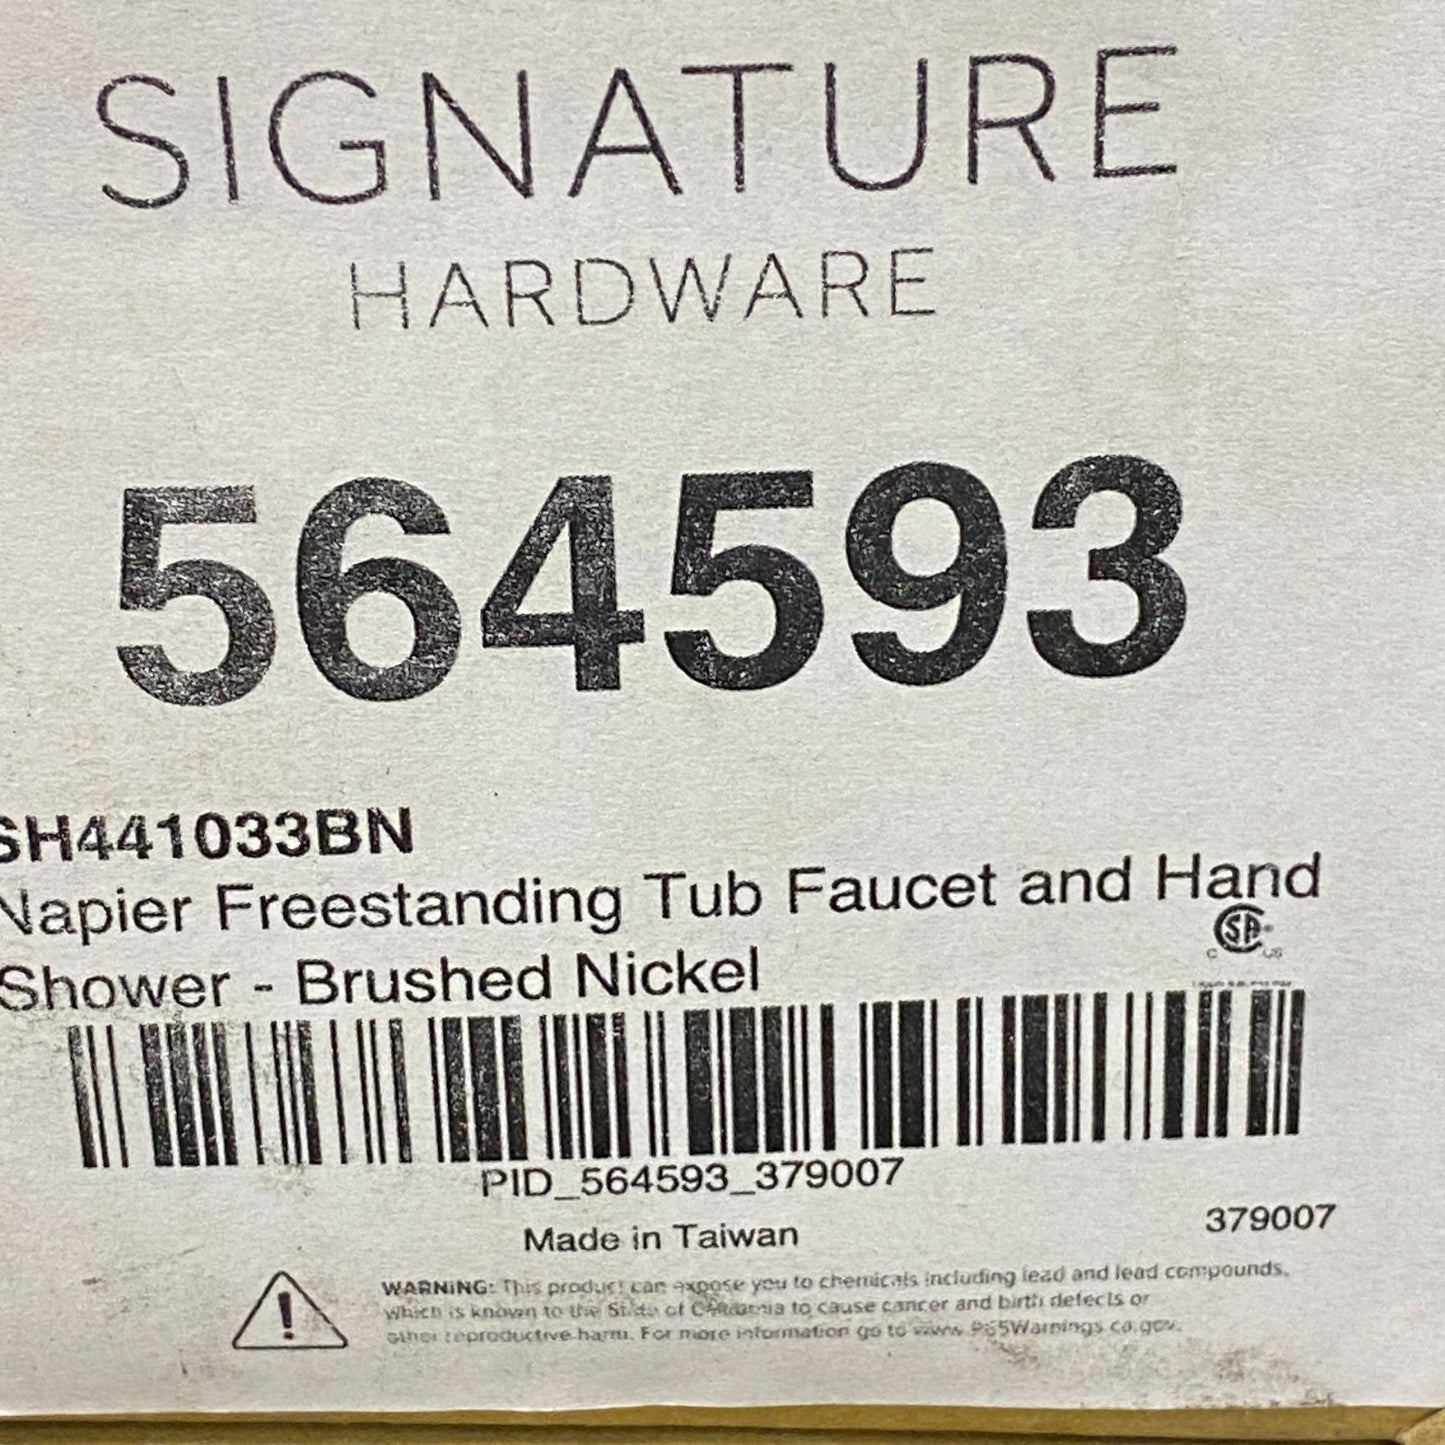 SIGNATURE
HARDWARE
564593
SH441033BN
Napier Freestanding Tub Faucet and Hand
Shower - Brushed Nickel
CSA
C US
PID_564593_379007
Made in Taiwan
379007
WARNING: This product can expose you to chemicals including lead and lead compounds,
which is known to the State of California to cause cancer and birth defects or
other reproductive harm. For more information go to www.P65Warnings.ca.gov.